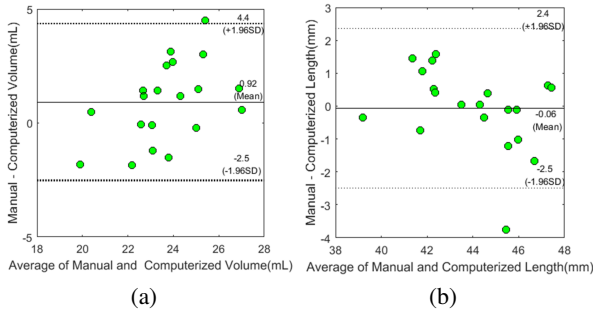 5
4.4
(+1.96SD)
0.92
(Mean)
0
-2.5
(-1.96SD)
-5
18 20 22 24 26 28
Manual - Computerized Volume(mL)
Average of Manual and Computerized Volume(mL)
(a)
3
2.4
(+1.96SD)
2
1
0
-0.06
(Mean)
-1
-2
-2.5
(-1.96SD)
-3
-4
38 40 42 44 46 48
Manual - Computerized Length(mm)
Average of Manual and Computerized Length(mm)
(b)